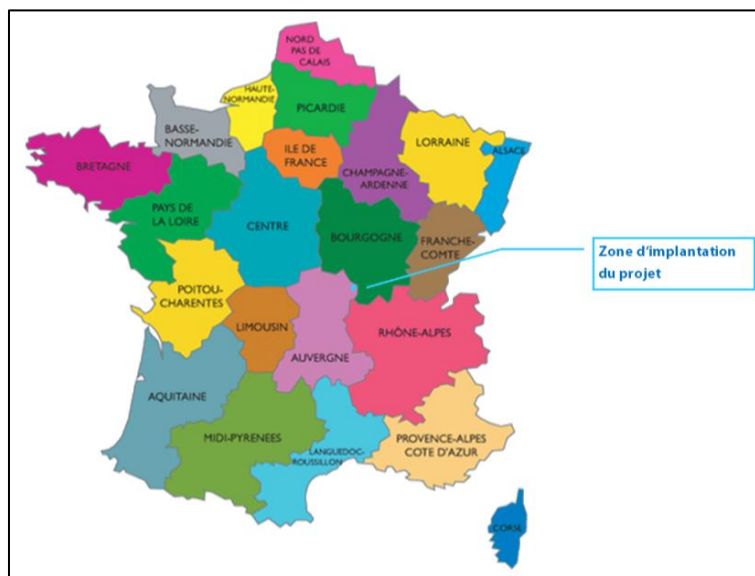 NORD
PAS DE
CALAIS
HAUTE-
NORMANDIE
PICARDIE
BASSE-
NORMANDIE
ILE DE
FRANCE
CHAMPAGNE-
ARDENNE
LORRAINE
ALSACE
BRETAGNE
PAYS DE
LA LOIRE
CENTRE
BOURGOGNE
FRANCHE-
COMTE
Zone d'implantation
du projet
POITOU-
CHARENTES
LIMOUSIN
AUVERGNE
RHÔNE-ALPES
AQUITAINE
MIDI-PYRENEES
LANGUEDOC-
ROUSSILLON
PROVENCE-ALPES
COTE D'AZUR
CORSE